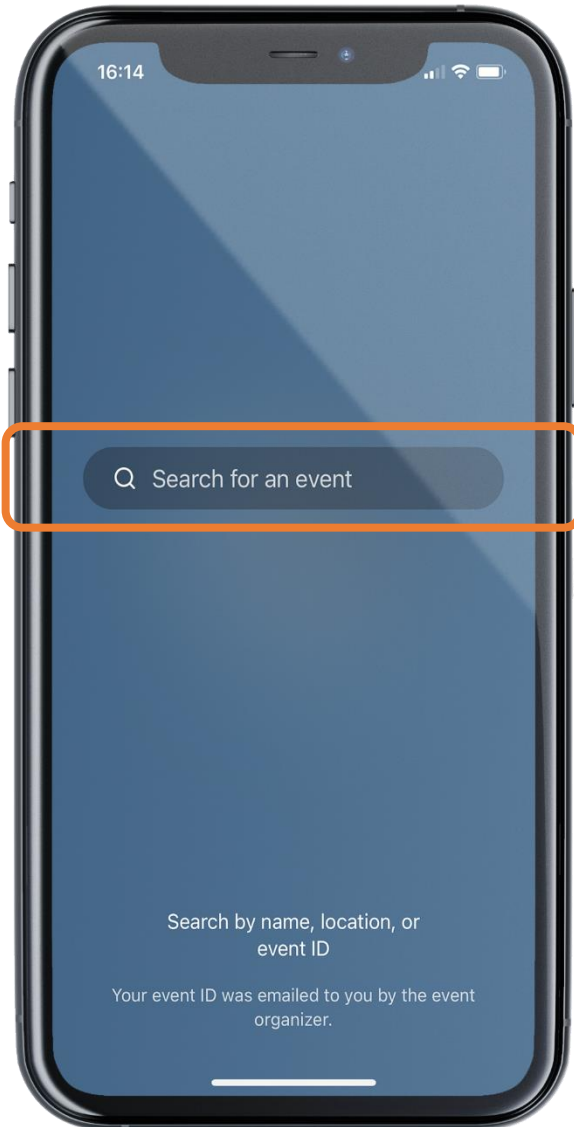 16:14
Search for an event
Search by name, location, or
event ID
Your event ID was emailed to you by the event
organizer.